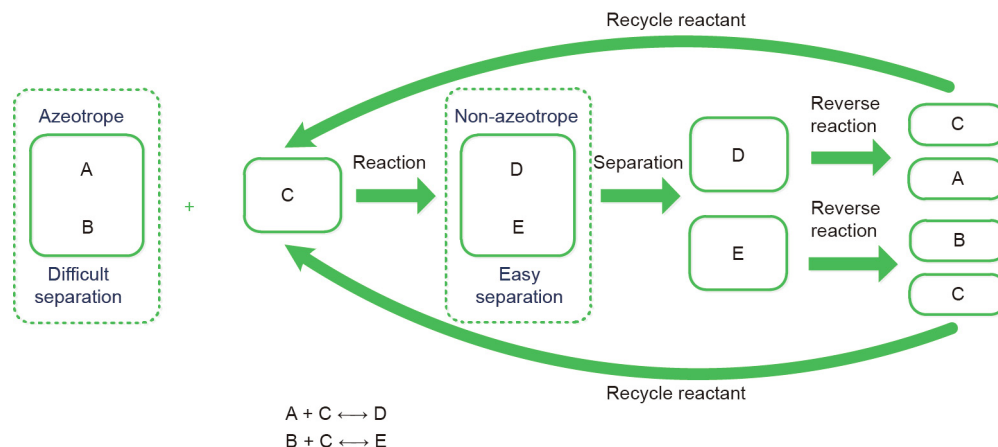 Recycle reactant
Azeotrope
A
B
Difficult
separation
+
C
Reaction
Non-azeotrope
D
E
Easy
separation
Separation
D
E
Reverse
reaction
Reverse
reaction
C
A
B
C
Recycle reactant
A + C ⟷ D
B + C ⟷ E